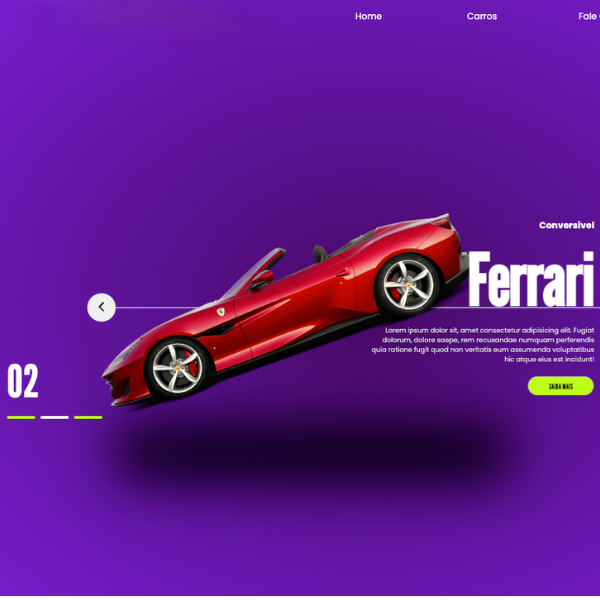 Home Carros Fale
Conversível
Ferrari
Lorem ipsum dolor sit, amet consectetur adipisicing elit. Fugiat
dolorum, dolore saepe, rem recusandae numquam perferendis
quia ratione fugit quod non veritatis eum assumenda voluptatibus
hic atque eius est incidunt!
02
SAIBA MAIS